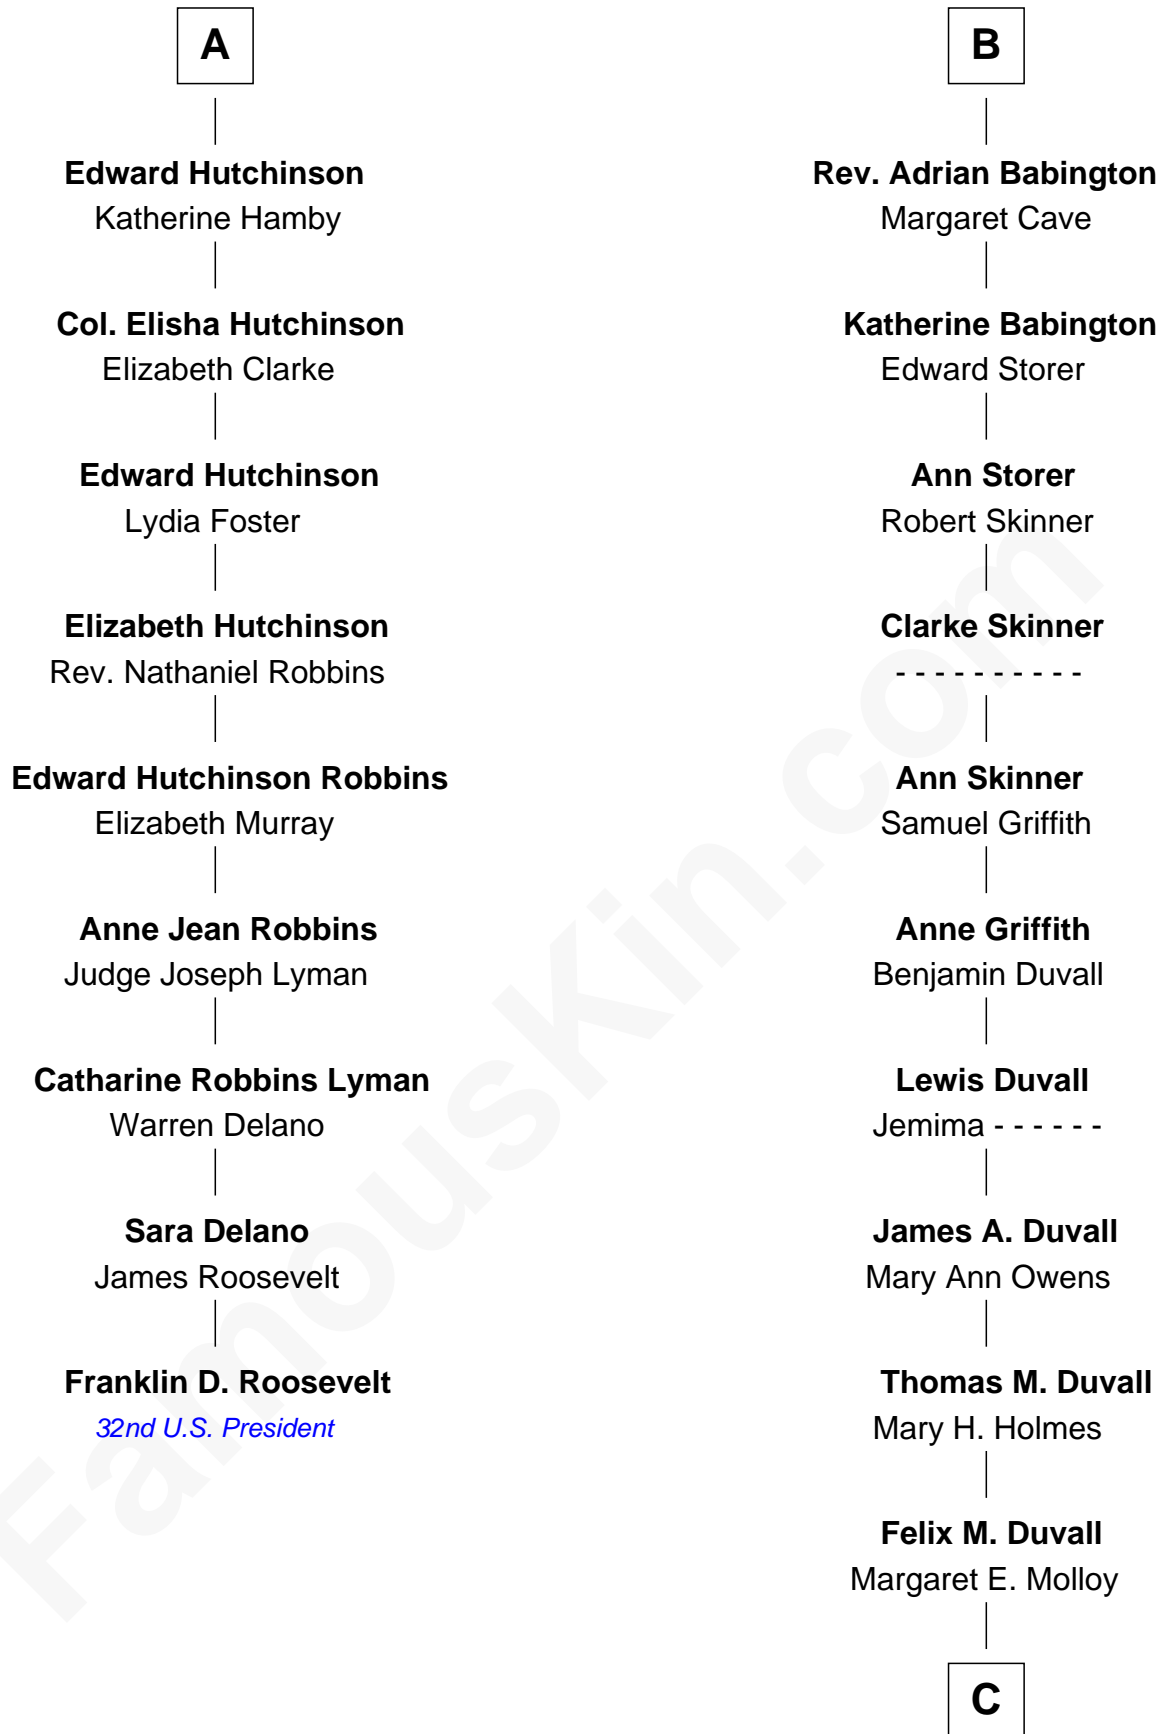 A
Edward Hutchinson
Katherine Hamby
Col. Elisha Hutchinson
Elizabeth Clarke
Edward Hutchinson
Lydia Foster
Elizabeth Hutchinson
Rev. Nathaniel Robbins
Edward Hutchinson Robbins
Elizabeth Murray
Anne Jean Robbins
Judge Joseph Lyman
Catharine Robbins Lyman
Warren Delano
Sara Delano
James Roosevelt
Franklin D. Roosevelt
32nd U.S. President
B
Rev. Adrian Babington
Margaret Cave
Katherine Babington
Edward Storer
Ann Storer
Robert Skinner
Clarke Skinner
- - - - - - - - - -
Ann Skinner
Samuel Griffith
Anne Griffith
Benjamin Duvall
Lewis Duvall
Jemima - - - - - -
James A. Duvall
Mary Ann Owens
Thomas M. Duvall
Mary H. Holmes
Felix M. Duvall
Margaret E. Molloy
C
FamousKin.com